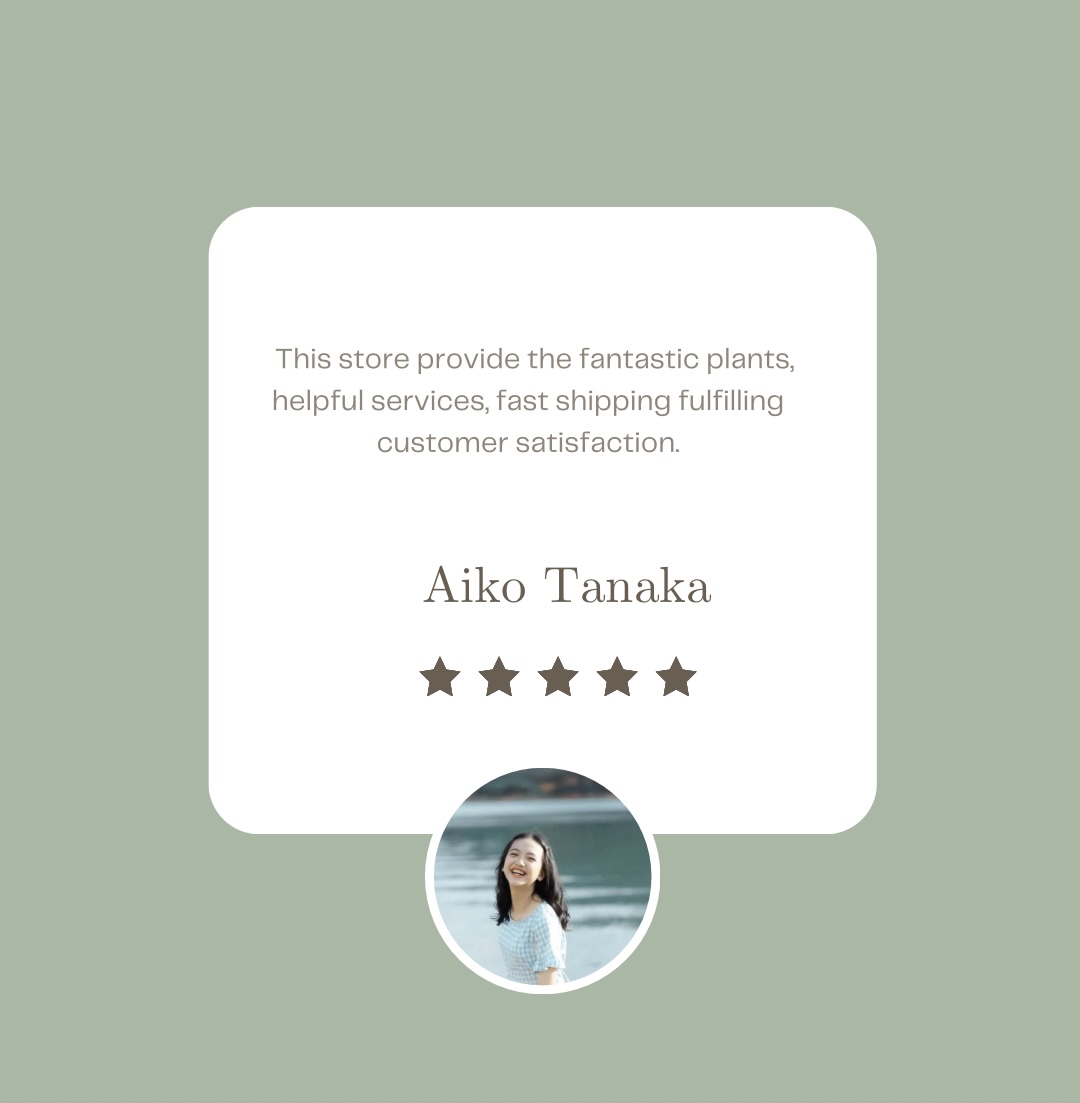 This store provide the fantastic plants,
helpful services, fast shipping fulfilling
customer satisfaction.
Aiko Tanaka